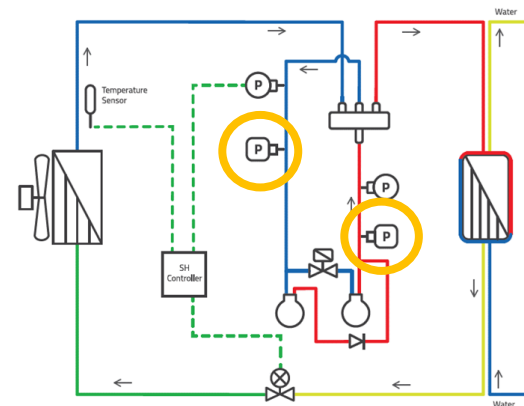 Water
Temperature
Sensor
P
P
P
P
SH
Controller
Water